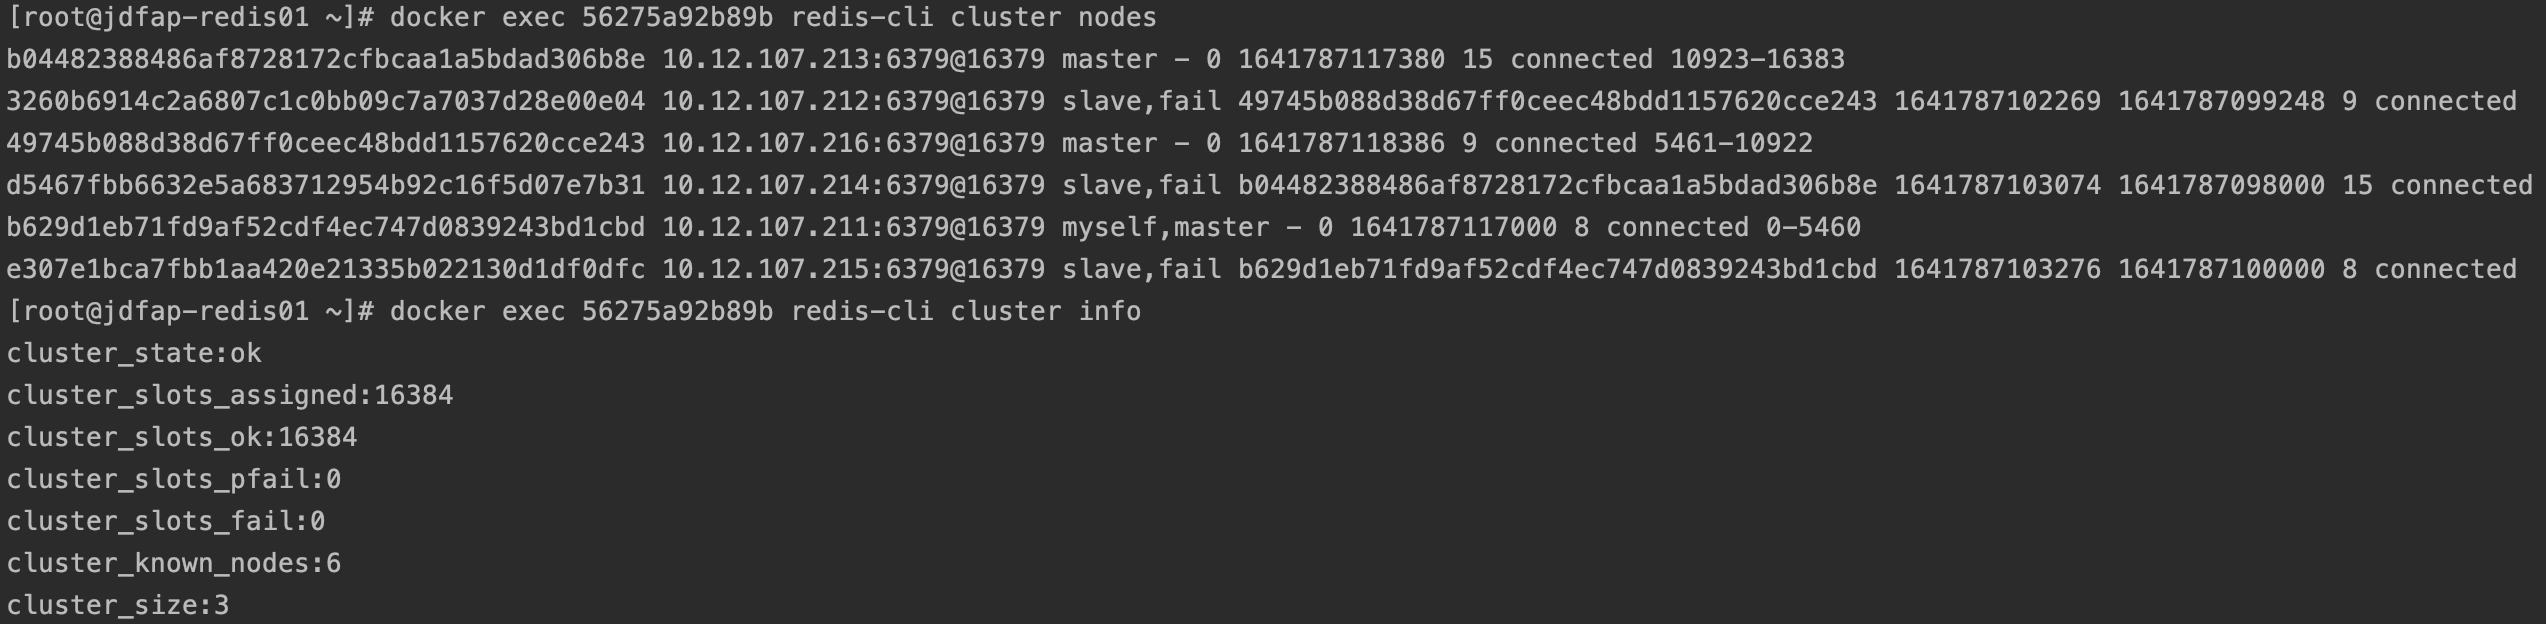 [root@jdfap-redis01 ~]# docker exec 56275a92b89b redis-cli cluster nodes
b04482388486af8728172cfbcaa1a5bdad306b8e 10.12.107.213:6379@16379 master - 0 1641787117380 15 connected 10923-16383
3260b6914c2a6807c1c0bb09c7a7037d28e00e04 10.12.107.212:6379@16379 slave,fail 49745b088d38d67ff0ceec48bdd1157620cce243 1641787102269 1641787099248 9 connected
49745b088d38d67ff0ceec48bdd1157620cce243 10.12.107.216:6379@16379 master - 0 1641787118386 9 connected 5461-10922
d5467fbb6632e5a683712954b92c16f5d07e7b31 10.12.107.214:6379@16379 slave,fail b04482388486af8728172cfbcaa1a5bdad306b8e 1641787103074 1641787098000 15 connected
b629d1eb71fd9af52cdf4ec747d0839243bd1cbd 10.12.107.211:6379@16379 myself,master - 0 1641787117000 8 connected 0-5460
e307e1bca7fbb1aa420e21335b022130d1df0dfc 10.12.107.215:6379@16379 slave,fail b629d1eb71fd9af52cdf4ec747d0839243bd1cbd 1641787103276 1641787100000 8 connected
[root@jdfap-redis01 ~]# docker exec 56275a92b89b redis-cli cluster info
cluster_state:ok
cluster_slots_assigned:16384
cluster_slots_ok:16384
cluster_slots_pfail:0
cluster_slots_fail:0
cluster_known_nodes:6
cluster_size:3